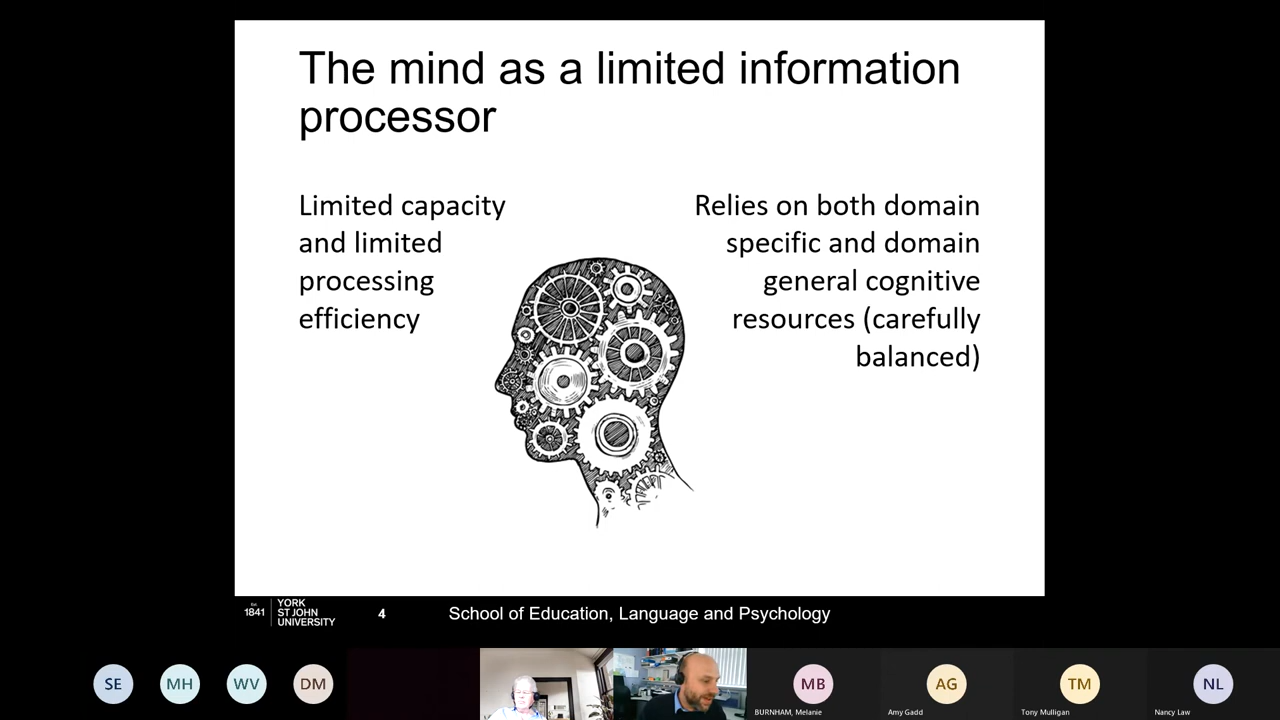 The mind as a limited information
processor
Limited capacity
and limited
processing
efficiency
Relies on both domain
specific and domain
general cognitive
resources (carefully
balanced)
1841
YORK
ST JOHN
UNIVERSITY
4
School of Education, Language and Psychology
SE
MH
WV
DM
MB
AG
TM
NL
BURNHAM, Melanie
Amy Gadd
Tony Mulligan
Nancy Law